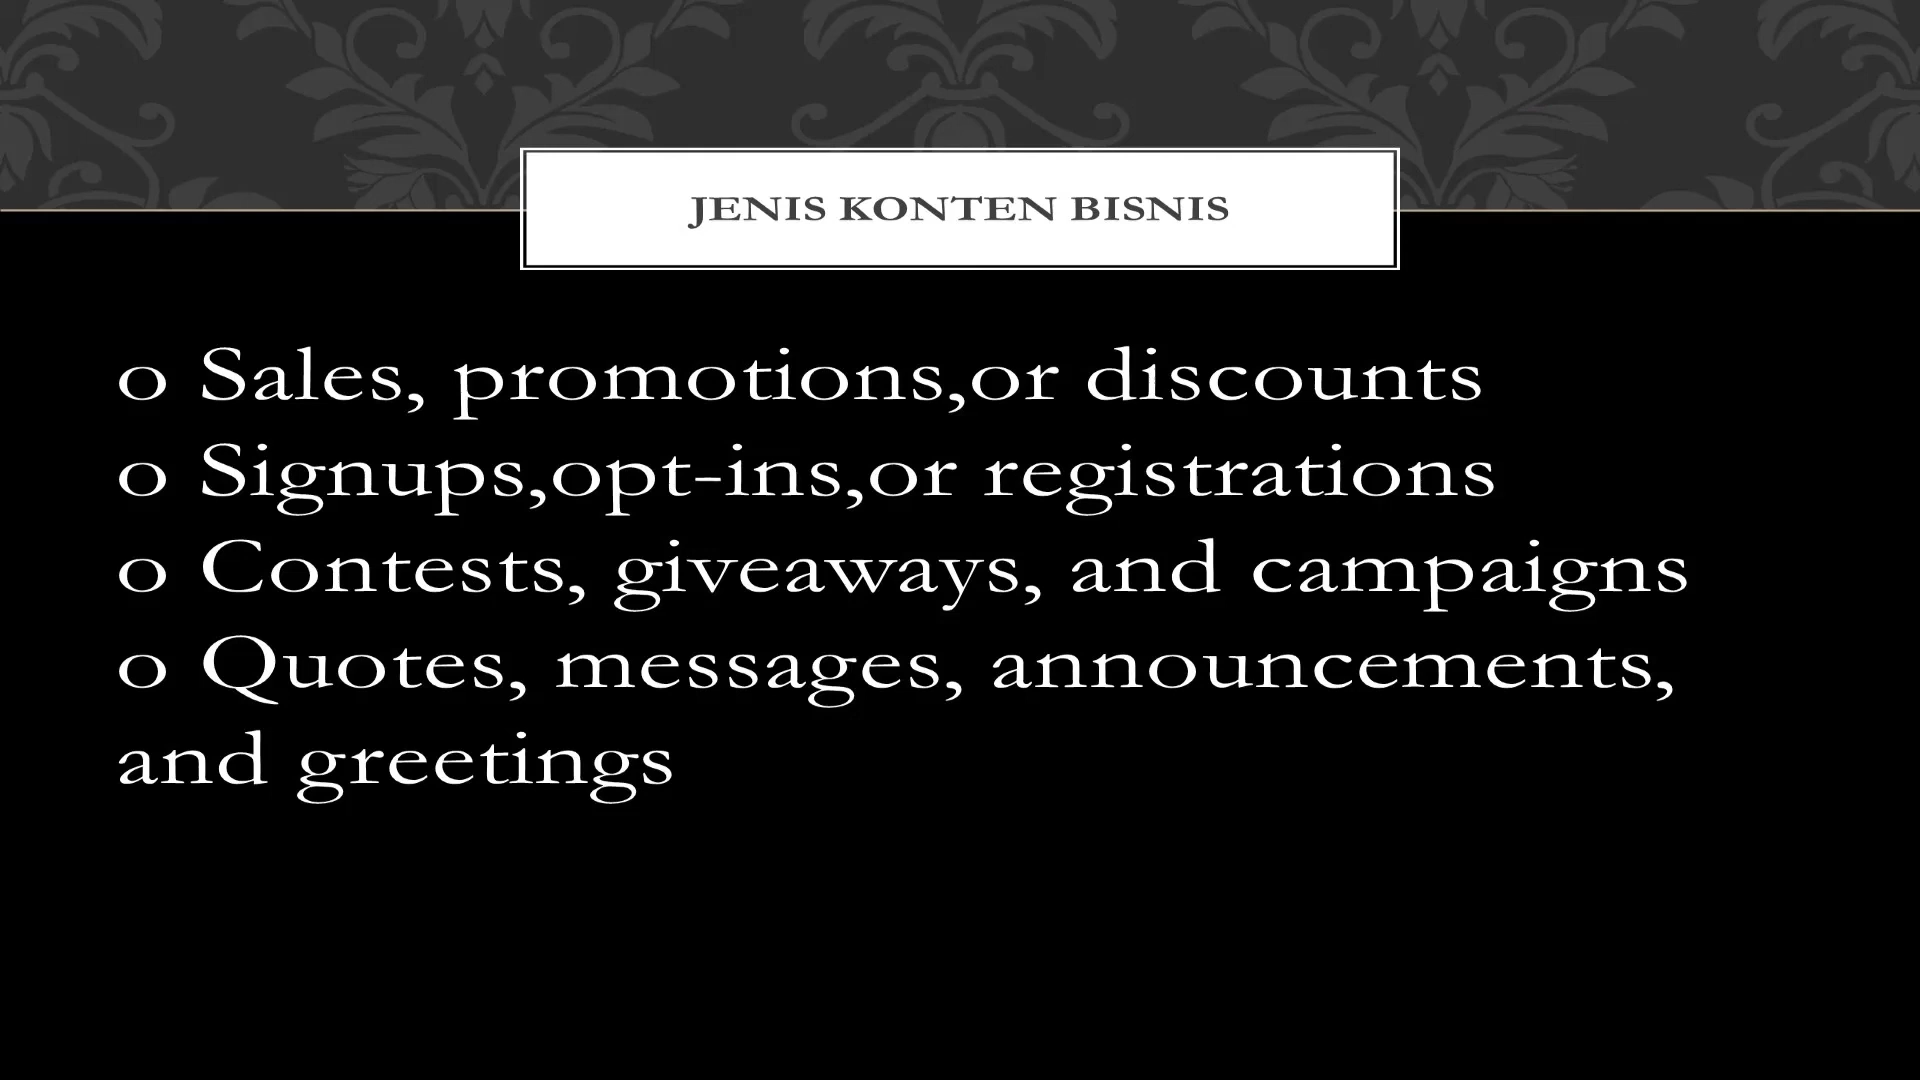 JENIS KONTEN BISNIS
o Sales, promotions,or discounts
o Signups,opt-ins,or registrations
o Contests, giveaways, and campaigns
o Quotes, messages, announcements,
and greetings